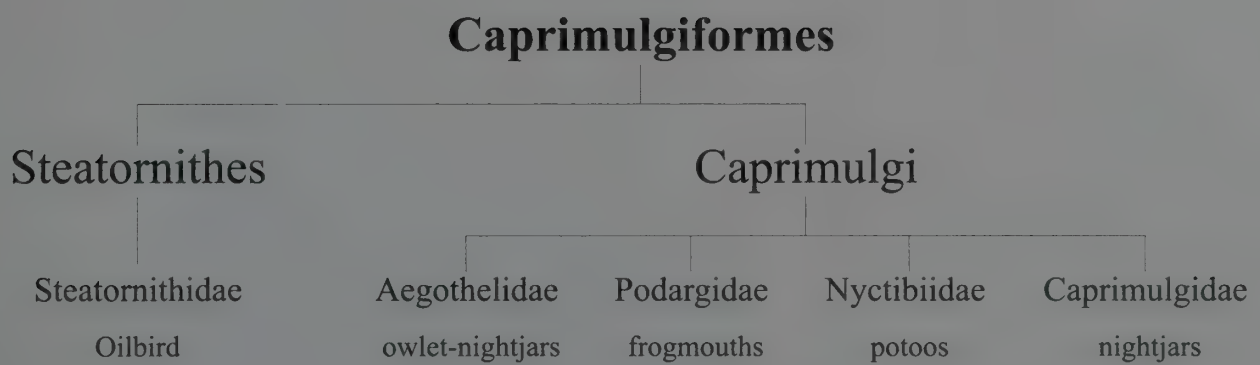 Caprimulgiformes
Steatornithes Caprimulgi
Steatornithidae Aegothelidae Podargidae Nyctibiidae Caprimulgidae
Oilbird owlet-nightjars frogmouths potoos nightjars